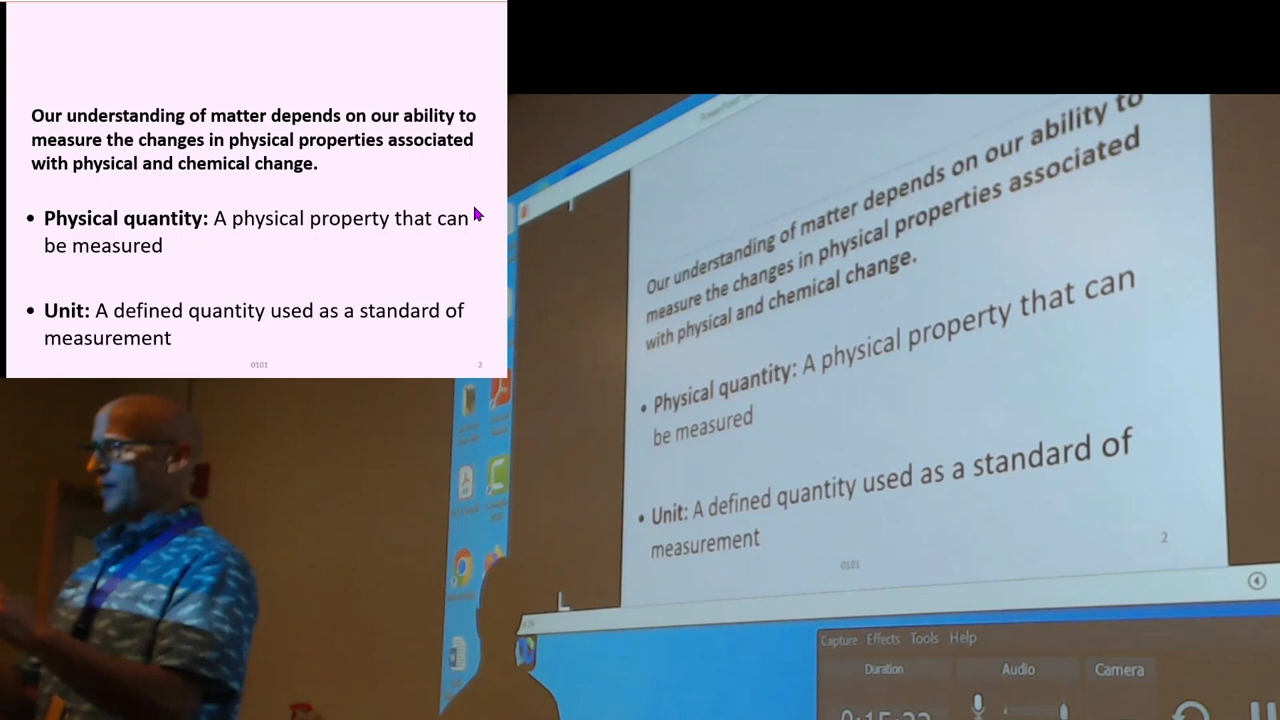 Our understanding of matter depends on our ability to
measure the changes in physical properties associated
with physical and chemical change.
• Physical quantity: A physical property that can
be measured
• Unit: A defined quantity used as a standard of
measurement
0101
2
Our understanding of matter depends on our ability to
measure the changes in physical properties associated
with physical and chemical change.
• Physical quantity: A physical property that can
be measured
• Unit: A defined quantity used as a standard of
measurement
0101
2
Capture Effects Tools Help
Duration Audio Camera